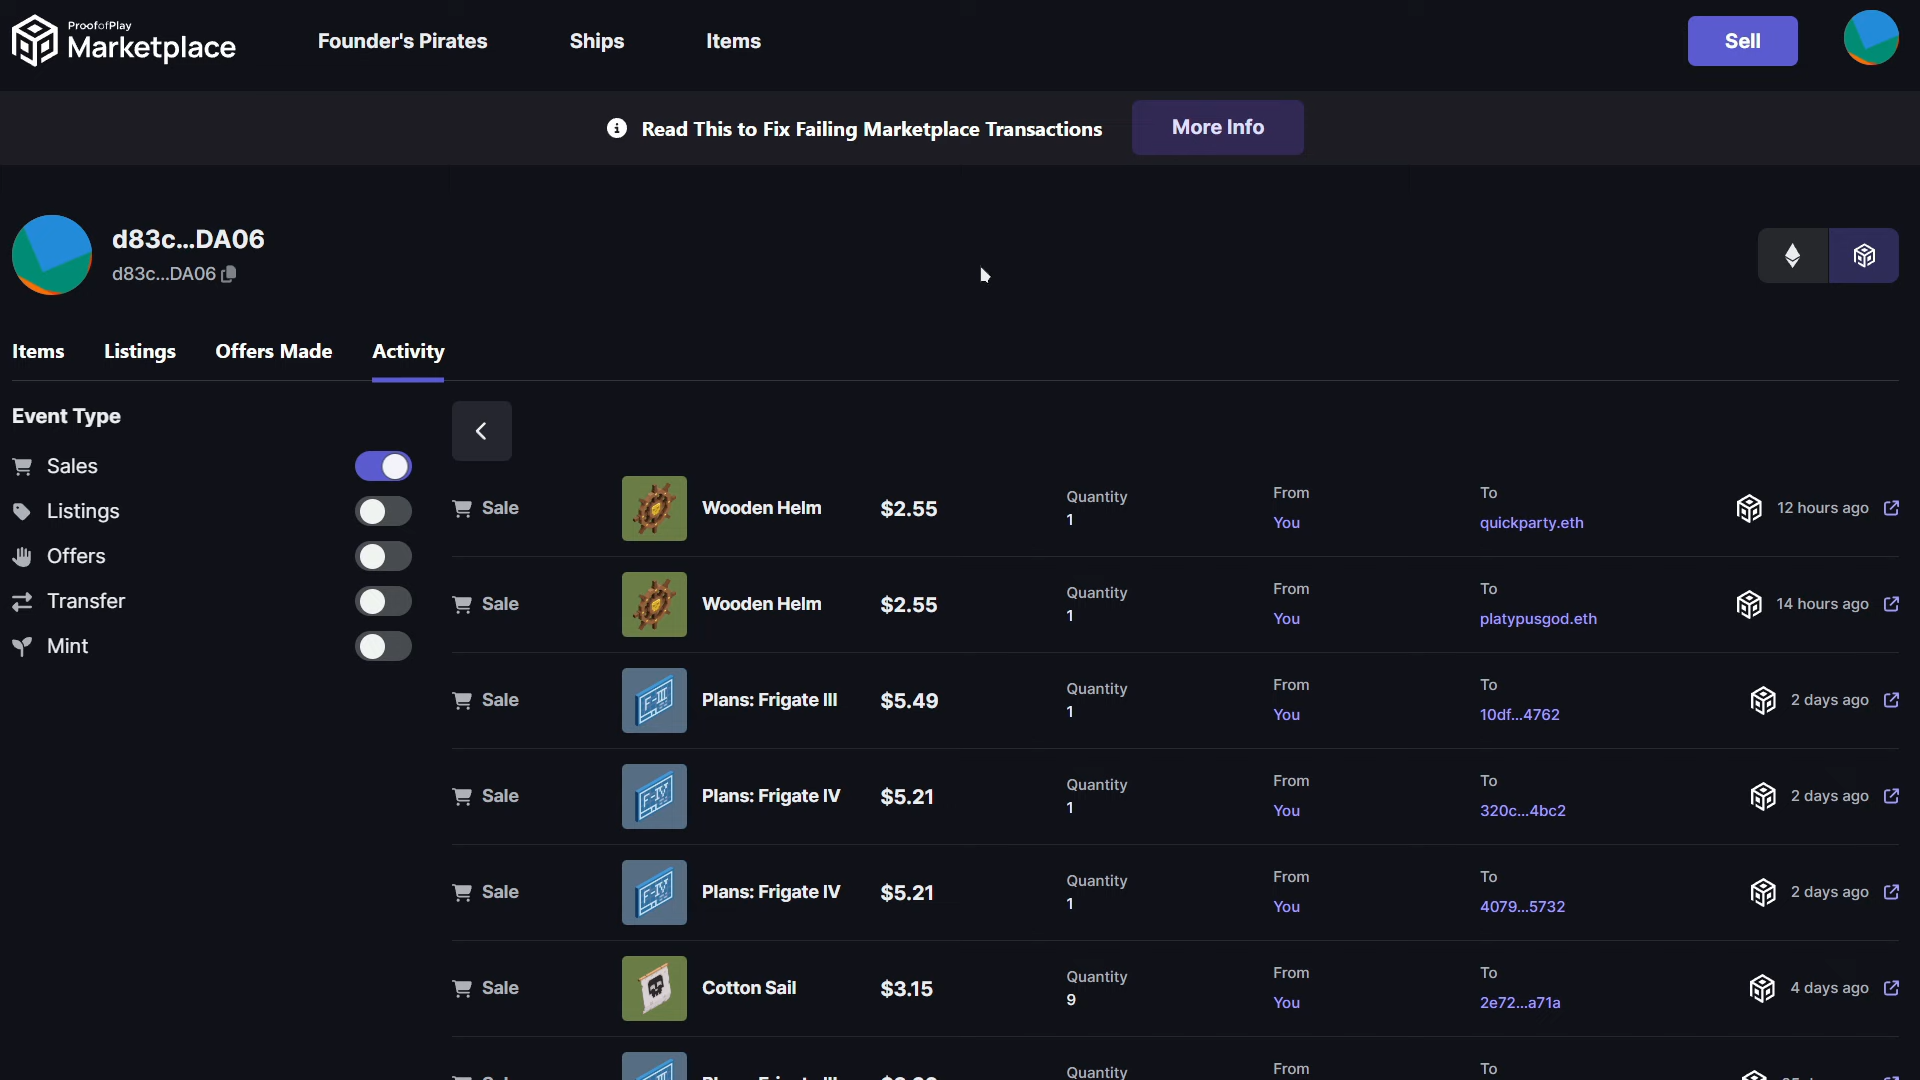 ProofofPlay
Marketplace
Founder's Pirates
Ships
Items
Sell
Read This to Fix Failing Marketplace Transactions
More Info
d83c...DA06
d83c...DA06
Items
Listings
Offers Made
Activity
Event Type
Sales
Listings
Offers
Transfer
Mint
Sale
Wooden Helm
$2.55
Quantity
1
From
You
To
quickparty.eth
12 hours ago
Sale
Wooden Helm
$2.55
Quantity
1
From
You
To
platypusgod.eth
14 hours ago
Sale
F-III
Plans: Frigate III
$5.49
Quantity
1
From
You
To
10df...4762
2 days ago
Sale
F-IV
Plans: Frigate IV
$5.21
Quantity
1
From
You
To
320c...4bc2
2 days ago
Sale
F-IV
Plans: Frigate IV
$5.21
Quantity
1
From
You
To
4079...5732
2 days ago
Sale
Cotton Sail
$3.15
Quantity
9
From
You
To
2e72...a71a
4 days ago
Quantity
From
To